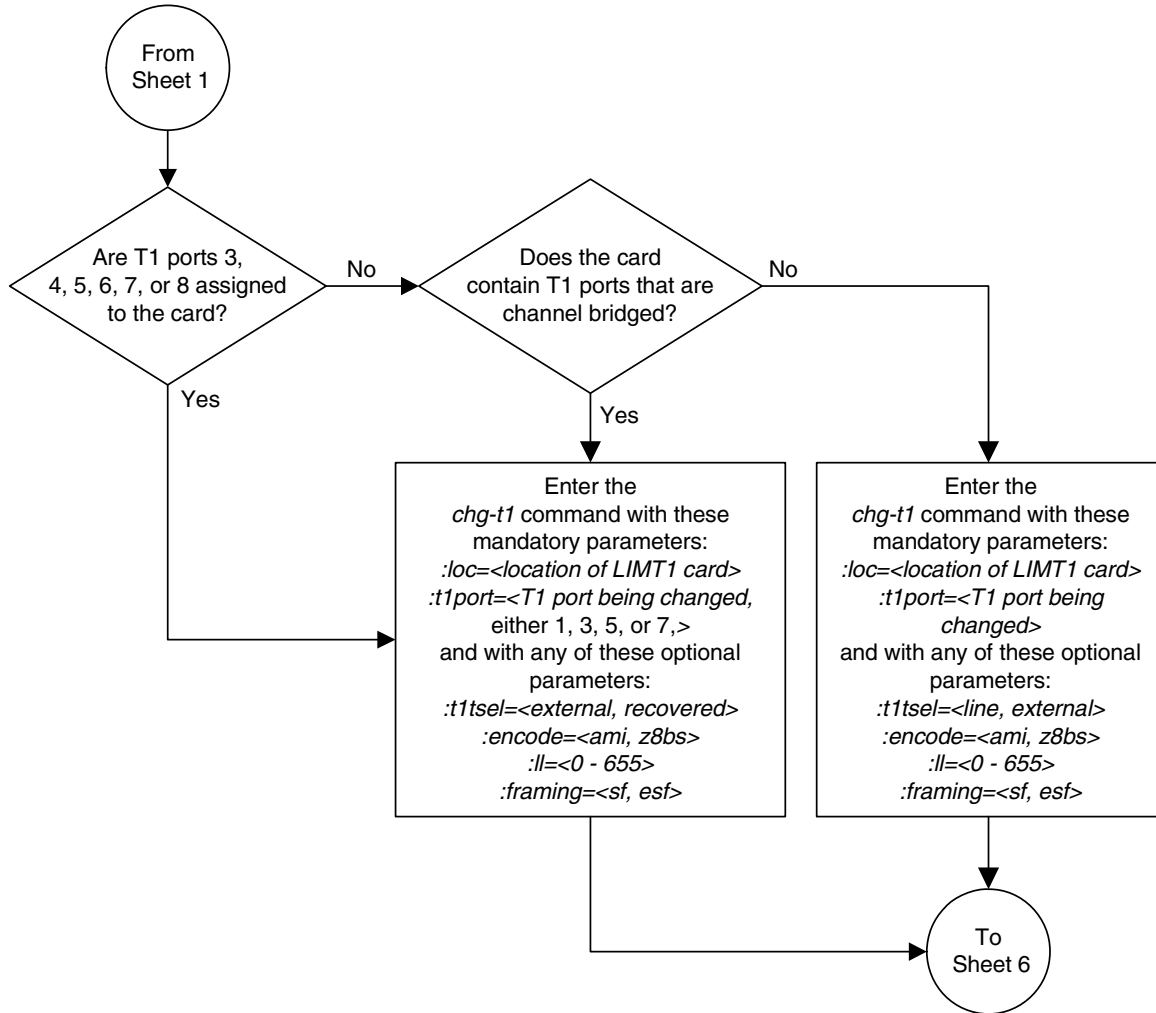 From
Sheet 1
Are T1 ports 3,
4, 5, 6, 7, or 8 assigned
to the card?
No
Does the card
contain T1 ports that are
channel bridged?
No
Yes
Yes
Enter the
chg-t1 command with these
mandatory parameters:
:loc=<location of LIMT1 card>
:t1port=<T1 port being changed,
either 1, 3, 5, or 7,>
and with any of these optional
parameters:
:t1tsel=<external, recovered>
:encode=<ami, z8bs>
:ll=<0 - 655>
:framing=<sf, esf>
Enter the
chg-t1 command with these
mandatory parameters:
:loc=<location of LIMT1 card>
:t1port=<T1 port being
changed>
and with any of these optional
parameters:
:t1tsel=<line, external>
:encode=<ami, z8bs>
:ll=<0 - 655>
:framing=<sf, esf>
To
Sheet 6